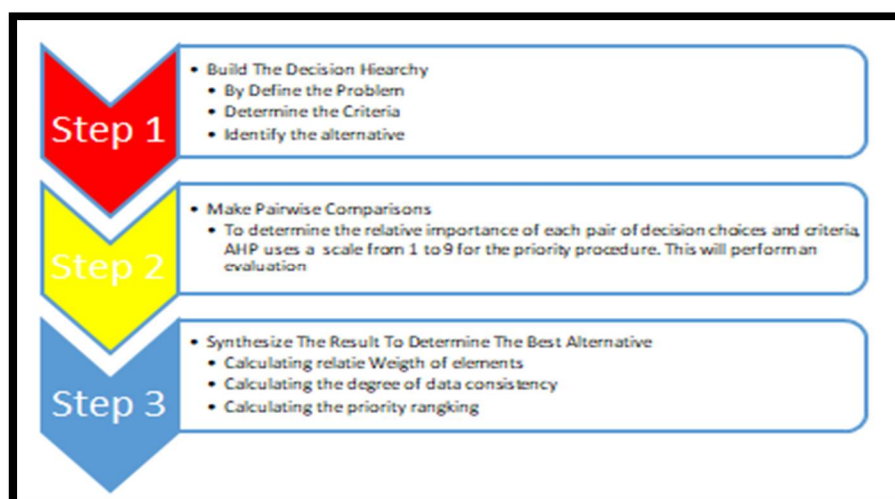 Step 1
• Build The Decision Hiearchy
• By Define the Problem
• Determine the Criteria
• Identify the alternative
Step 2
• Make Pairwise Comparisons
• To determine the relative importance of each pair of decision choices and criteria,
AHP uses a scale from 1 to 9 for the priority procedure. This will perform an
evaluation
Step 3
• Synthesize The Result To Determine The Best Alternative
• Calculating relatie Weigth of elements
• Calculating the degree of data consistency
• Calculating the priority rangking